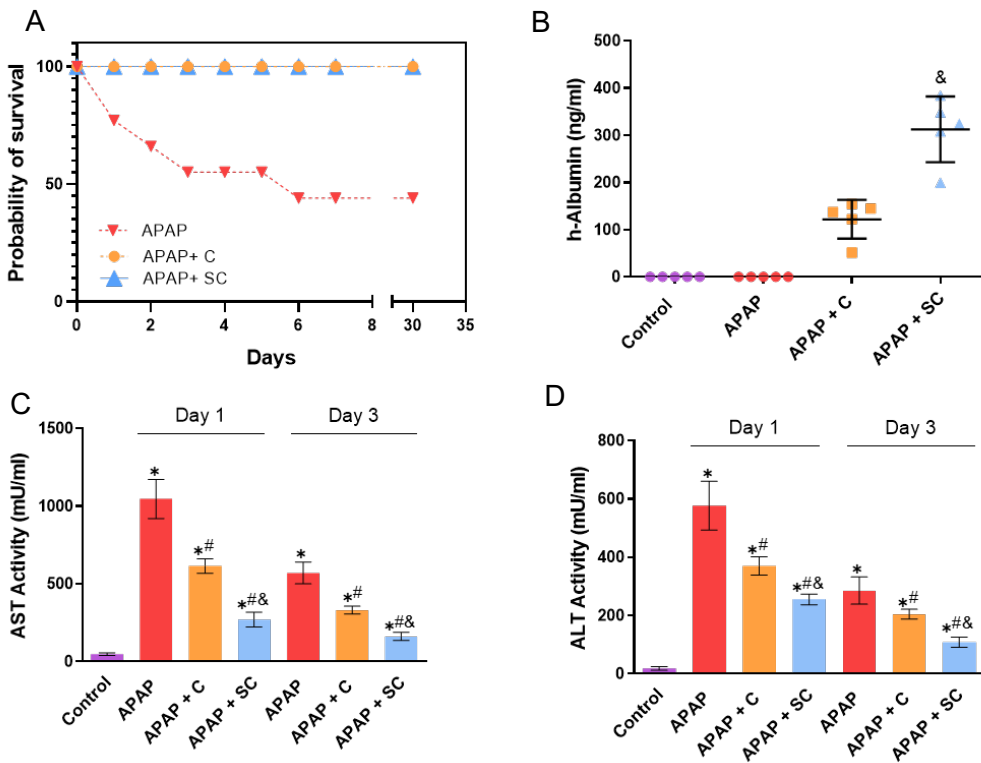 A
Probability of survival
100
50
0
APAP
APAP+ C
APAP+ SC
0 2 4 6 8 30 35
Days
B
h-Albumin (ng/ml)
500
400
300
200
100
0
&
Control
APAP
APAP + C
APAP + SC
C
Day 1 Day 3
AST Activity (mU/ml)
1500
1000
500
0
*
*#
*#&
*
*#
*#&
Control
APAP
APAP + C
APAP + SC
APAP
APAP + C
APAP + SC
D
Day 1 Day 3
ALT Activity (mU/ml)
800
600
400
200
0
*
*#
*#&
*
*#
*#&
Control
APAP
APAP + C
APAP + SC
APAP
APAP + C
APAP + SC